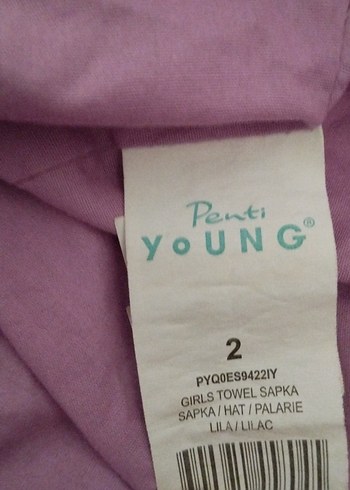 Penti
YoUNG®
2
PYQ0ES9422IY
GIRLS TOWEL SAPKA
SAPKA / HAT / PALARIE
LILA / LILAC